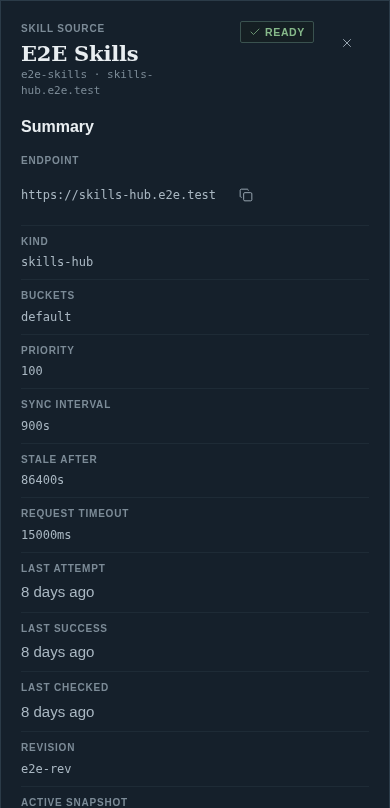 SKILL SOURCE
READY
E2E Skills
e2e-skills · skills-
hub.e2e.test
Summary
ENDPOINT
https://skills-hub.e2e.test
KIND
skills-hub
BUCKETS
default
PRIORITY
100
SYNC INTERVAL
900s
STALE AFTER
86400s
REQUEST TIMEOUT
15000ms
LAST ATTEMPT
8 days ago
LAST SUCCESS
8 days ago
LAST CHECKED
8 days ago
REVISION
e2e-rev
ACTIVE SNAPSHOT